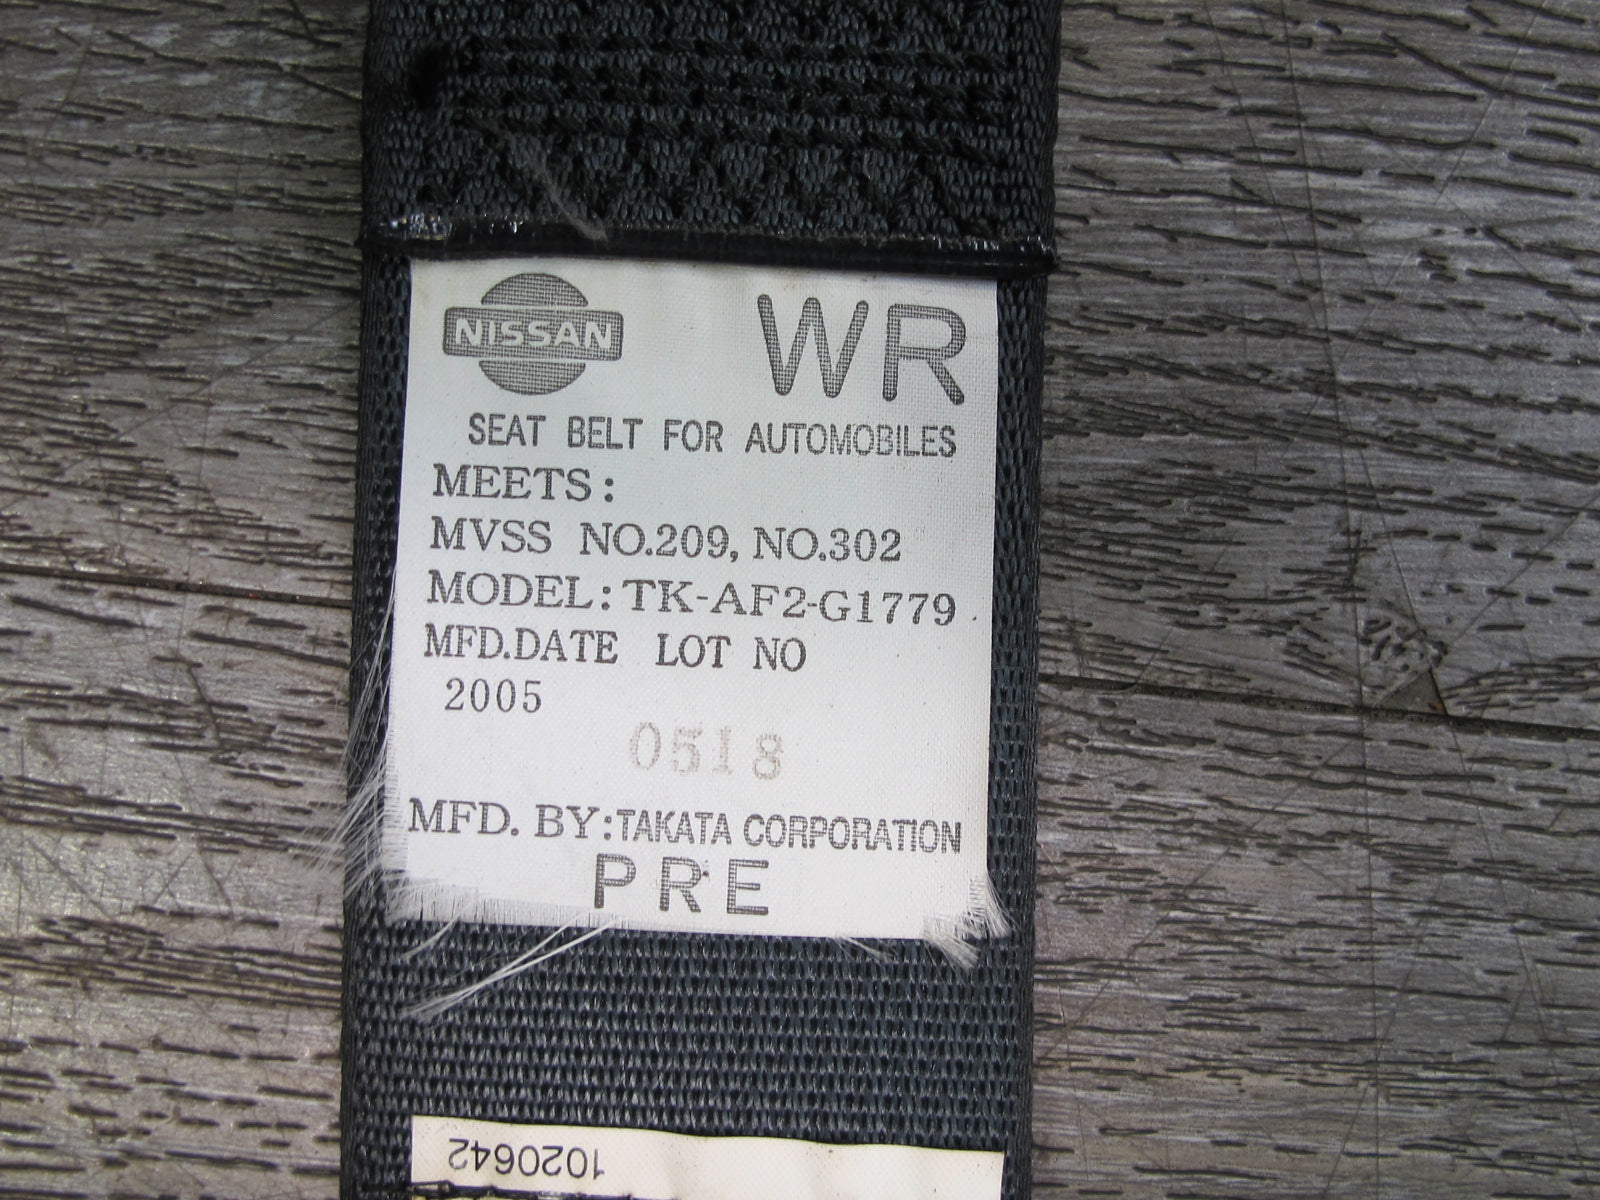 NISSAN
WR
SEAT BELT FOR AUTOMOBILES
MEETS:
MVSS NO.209, NO.302
MODEL:TK-AF2-G1779
MFD.DATE LOT NO
2005
0518
MFD. BY:TAKATA CORPORATION
PRE
1020642